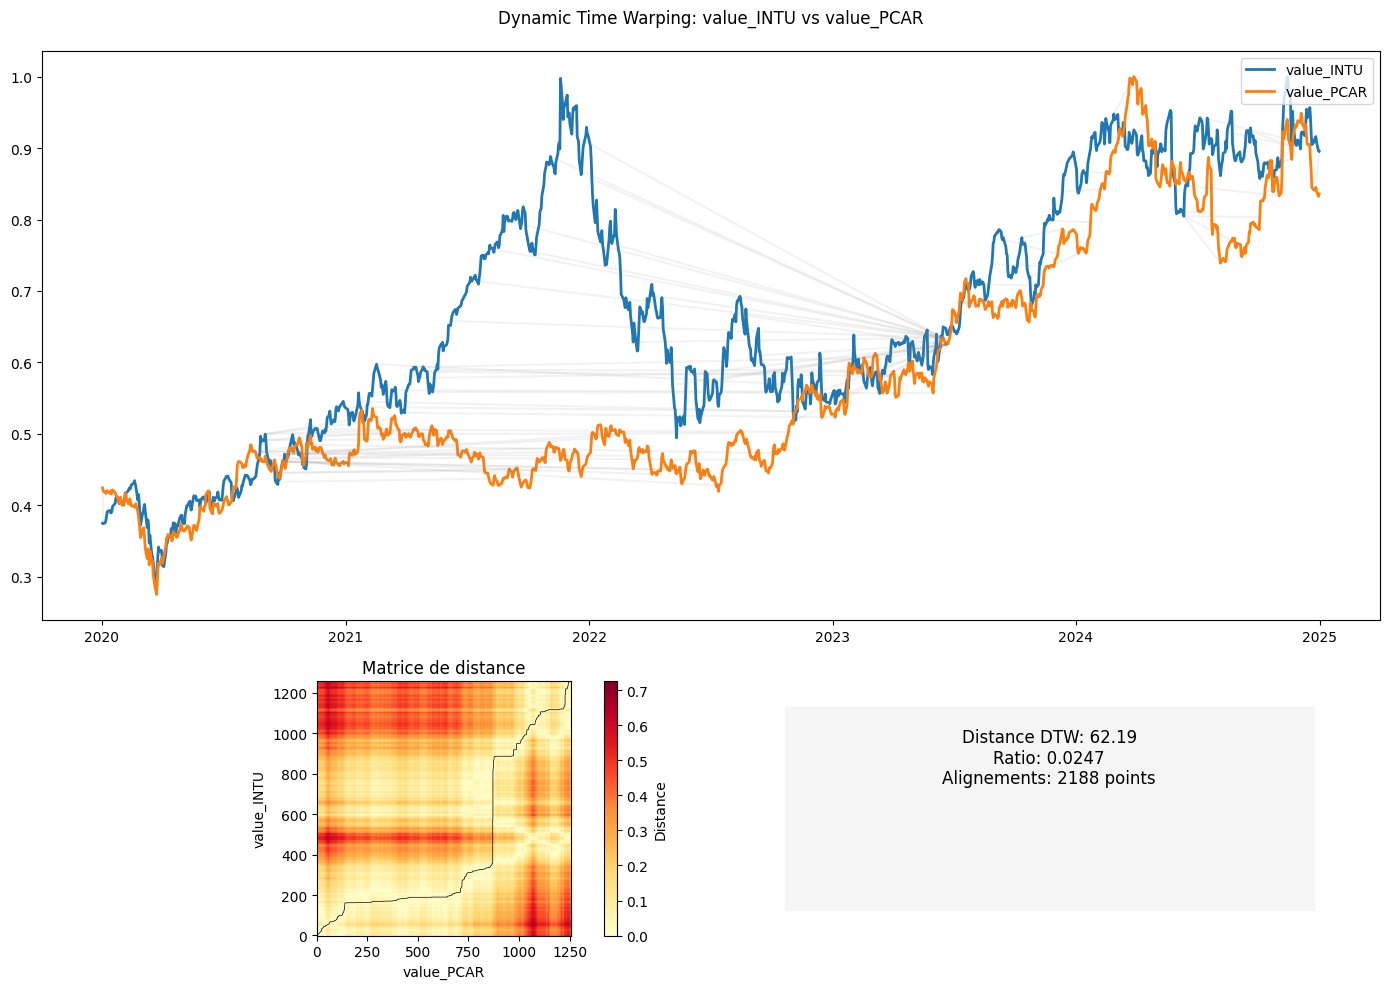 Dynamic Time Warping: value_INTU vs value_PCAR
value_INTU
value_PCAR
1.0
0.9
0.8
0.7
0.6
0.5
0.4
0.3
2020 2021 2022 2023 2024 2025
Matrice de distance
1200
1000
800
600
400
200
0
value_INTU
0 250 500 750 1000 1250
value_PCAR
0.7
0.6
0.5
0.4
0.3
0.2
0.1
0.0
Distance
Distance DTW: 62.19
Ratio: 0.0247
Alignements: 2188 points